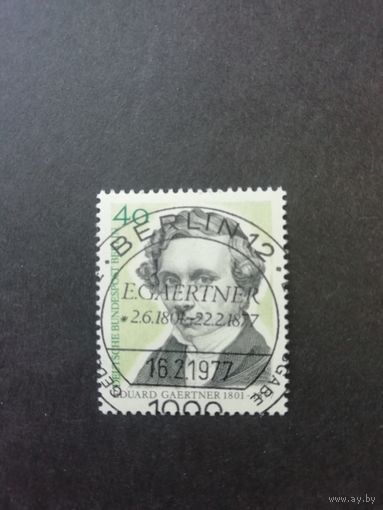 40
DEUTSCHE BUNDESPOST BERLIN
BERLIN 12
E.GAERTNER
*2.6.1801-22.2.1877
16.2.1977
EDUARD GAERTNER 1801-
1000
ay.by